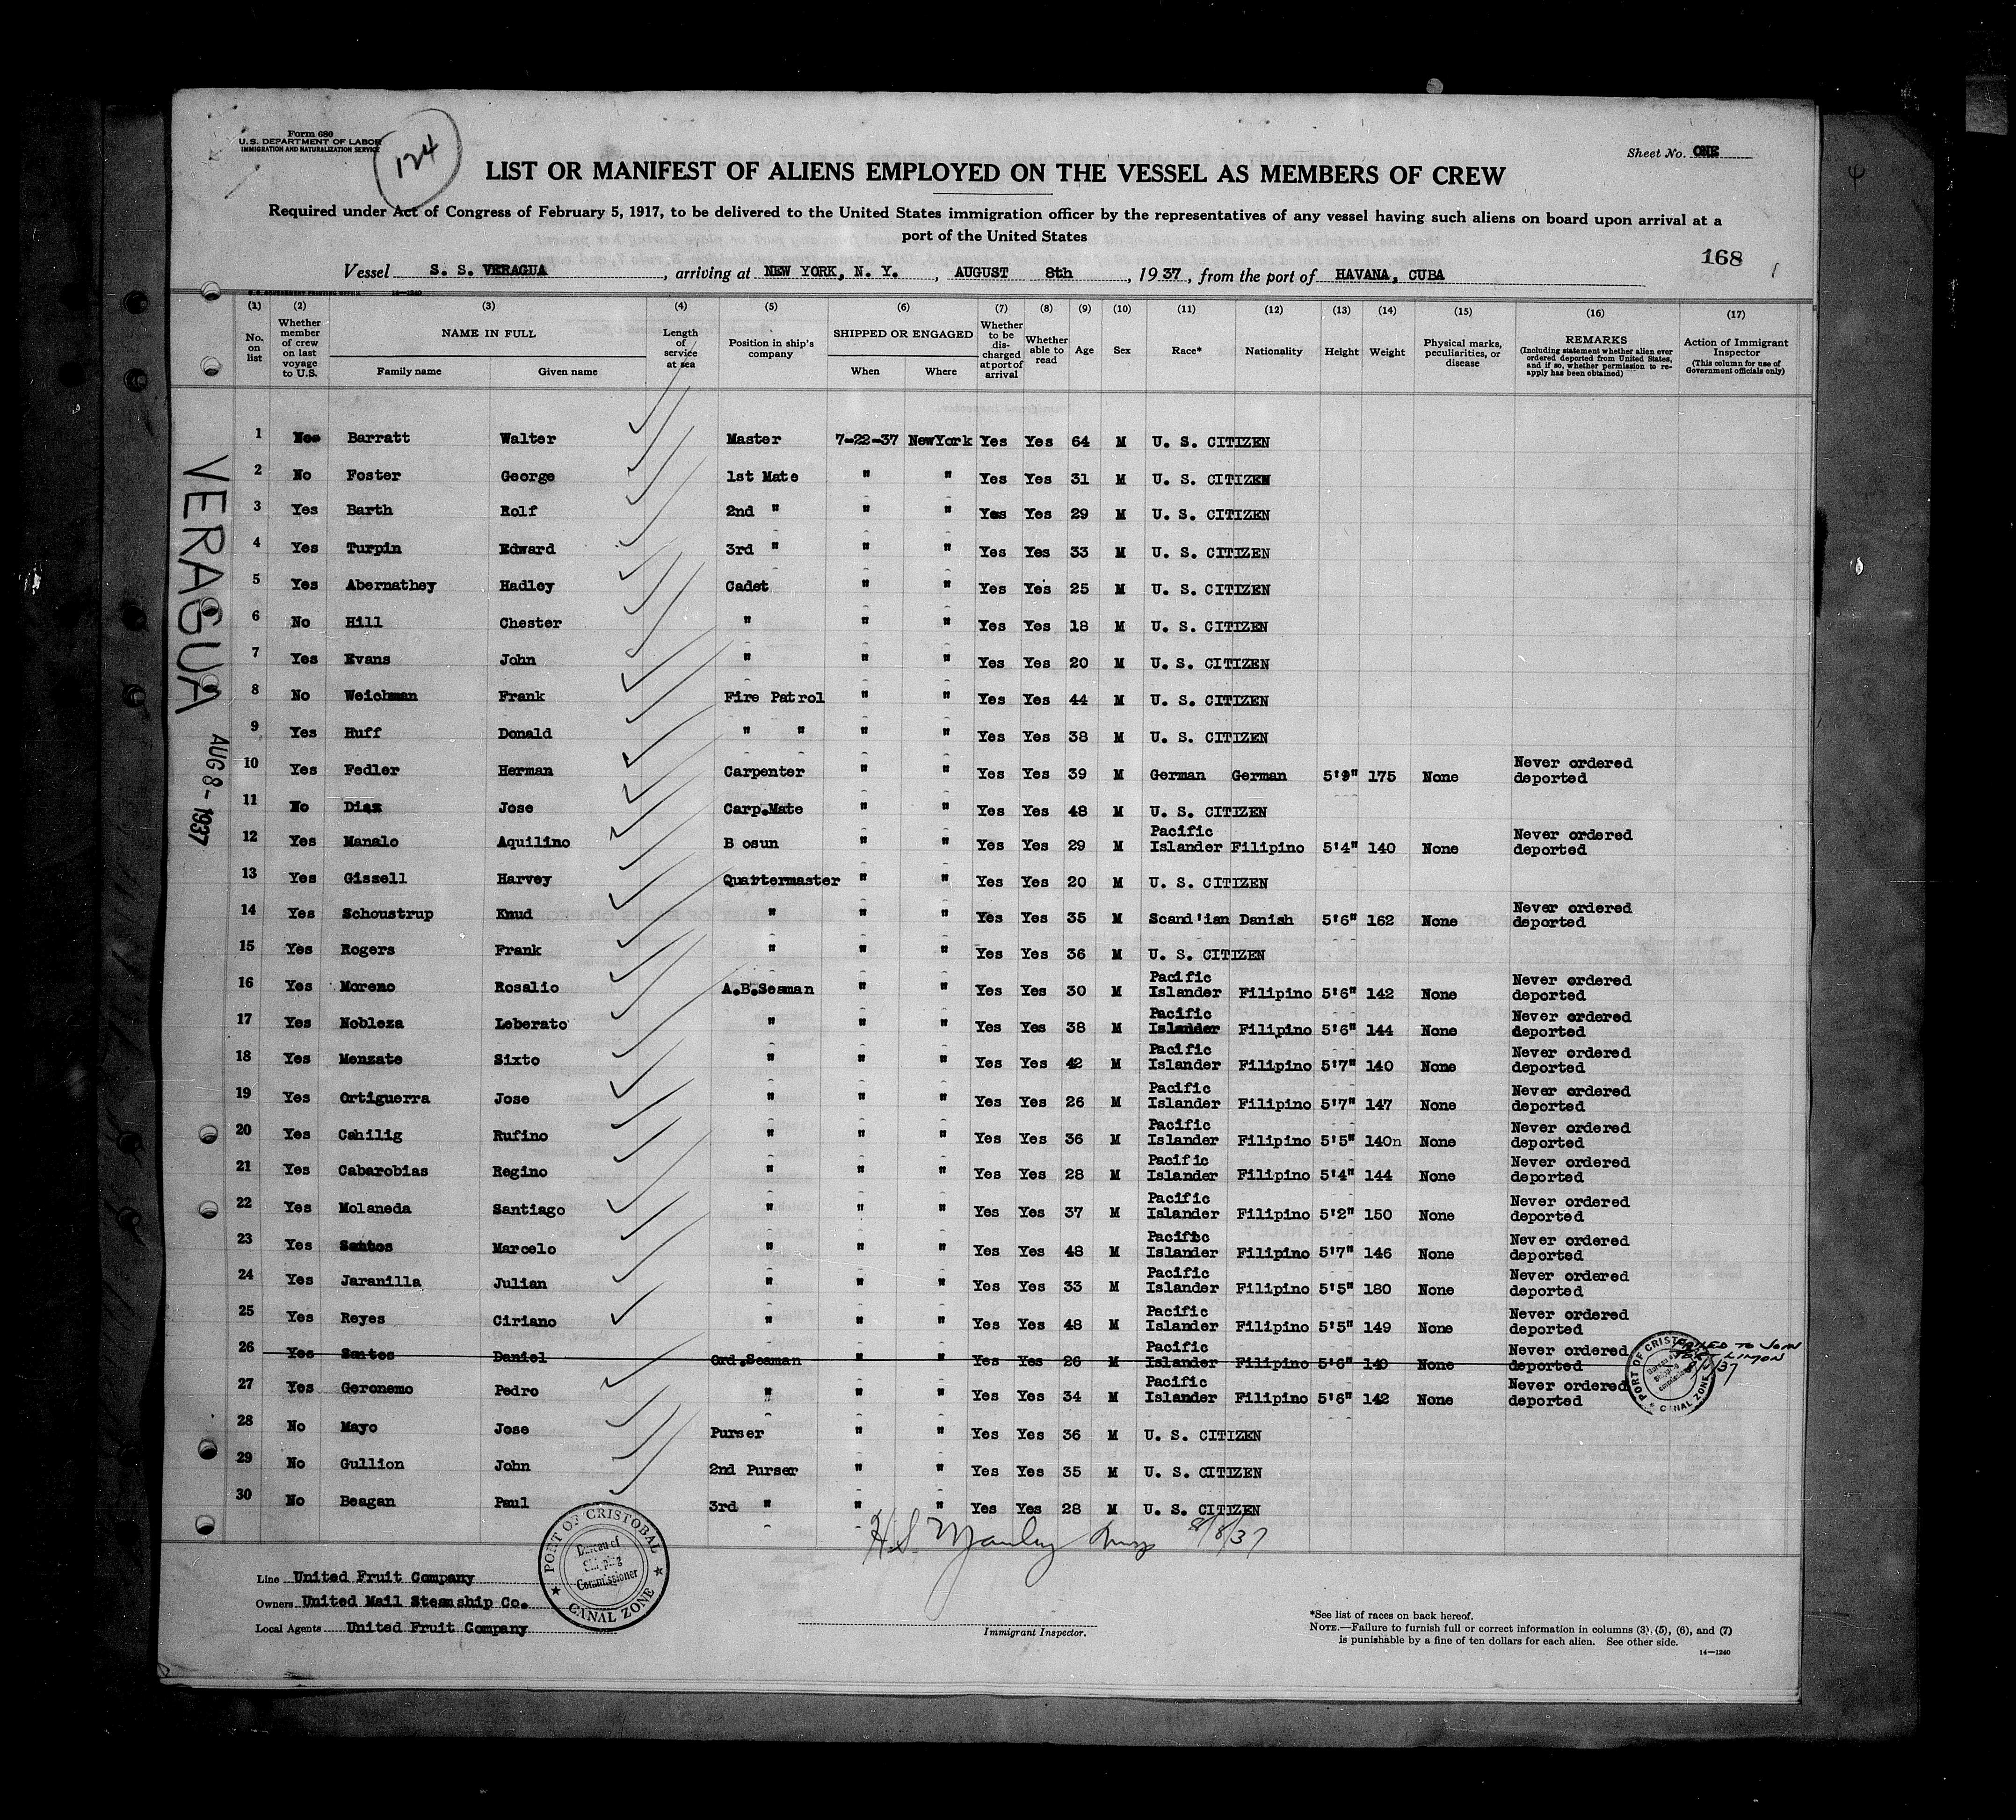 Form 680
U. S. DEPARTMENT OF LABOR
IMMIGRATION AND NATURALIZATION SERVICE
124
Sheet No. ONE
LIST OR MANIFEST OF ALIENS EMPLOYED ON THE VESSEL AS MEMBERS OF CREW
Required under Act of Congress of February 5, 1917, to be delivered to the United States immigration officer by the representatives of any vessel having such aliens on board upon arrival at a
port of the United States
168
Vessel S. S. VERAGUA, arriving at NEW YORK, N. Y., AUGUST 8th, 1937, from the port of HAVANA, CUBA
U. S. GOVERNMENT PRINTING OFFICE 14—1240
(1) No. on list
(2) Whether member of crew on last voyage to U.S.
(3) NAME IN FULL Family name Given name
(4) Length of service at sea
(5) Position in ship's company
(6) SHIPPED OR ENGAGED When Where
(7) Whether to be discharged at port of arrival
(8) Whether able to read
(9) Age
(10) Sex
(11) Race*
(12) Nationality
(13) Height
(14) Weight
(15) Physical marks, peculiarities, or disease
(16) REMARKS (Including statement whether alien ever ordered deported from United States, and if so, whether permission to re-apply has been obtained)
(17) Action of Immigrant Inspector (This column for use of Government officials only)
1 Barratt Walter Master 7-22-37 NewYork Yes Yes 64 M U. S. CITIZEN
2 No Foster George 1st Mate " " Yes Yes 31 M U. S. CITIZEN
3 Yes Barth Rolf 2nd " " " Yes Yes 29 M U. S. CITIZEN
4 Yes Turpin Edward 3rd " " " Yes Yes 33 M U. S. CITIZEN
5 Yes Abernathey Hadley Cadet " " Yes Yes 25 M U. S. CITIZEN
6 No Hill Chester " " " Yes Yes 18 M U. S. CITIZEN
7 Yes Evans John " " " Yes Yes 20 M U. S. CITIZEN
8 No Weichman Frank Fire Patrol " " Yes Yes 44 M U. S. CITIZEN
9 Yes Huff Donald " " " " Yes Yes 38 M U. S. CITIZEN
10 Yes Fedler Herman Carpenter " " Yes Yes 39 M German German 5'9" 175 None Never ordered deported
11 No Diaz Jose Carp.Mate " " Yes Yes 48 M U. S. CITIZEN
12 Yes Manalo Aquilino B osun " " Yes Yes 29 M Pacific Islander Filipino 5'4" 140 None Never ordered deported
13 Yes Gissell Harvey Quartermaster " " Yes Yes 20 M U. S. CITIZEN
14 Yes Schoustrup Knud " " " Yes Yes 35 M Scand'ian Danish 5'6" 162 None Never ordered deported
15 Yes Rogers Frank " " " Yes Yes 36 M U. S. CITIZEN
16 Yes Moreno Rosalio A.B.Seaman " " Yes Yes 30 M Pacific Islander Filipino 5'6" 142 None Never ordered deported
17 Yes Nobleza Leberato " " " Yes Yes 38 M Pacific Islander Filipino 5'6" 144 None Never ordered deported
18 Yes Menzate Sixto " " " Yes Yes 42 M Pacific Islander Filipino 5'7" 140 None Never ordered deported
19 Yes Ortiguerra Jose " " " Yes Yes 26 M Pacific Islander Filipino 5'7" 147 None Never ordered deported
20 Yes Cahilig Rufino " " " Yes Yes 36 M Pacific Islander Filipino 5'5" 140n None Never ordered deported
21 Yes Cabarobias Regino " " " Yes Yes 28 M Pacific Islander Filipino 5'4" 144 None Never ordered deported
22 Yes Molaneda Santiago " " " Yes Yes 37 M Pacific Islander Filipino 5'2" 150 None Never ordered deported
23 Yes Santos Marcelo " " " Yes Yes 48 M Pacific Islander Filipino 5'7" 146 None Never ordered deported
24 Yes Jaranilla Julian " " " Yes Yes 33 M Pacific Islander Filipino 5'5" 180 None Never ordered deported
25 Yes Reyes Ciriano " " " Yes Yes 48 M Pacific Islander Filipino 5'5" 149 None Never ordered deported
26 Yes Santos Daniel Ord.Seaman " " Yes Yes 26 M Pacific Islander Filipino 5'6" 140 None Never ordered deported
TO JOIN
LIMON
37
PORT OF CRISTOBAL CANAL ZONE
27 Yes Geronemo Pedro " " " Yes Yes 34 M Pacific Islander Filipino 5'6" 142 None Never ordered deported
28 No Mayo Jose Purser " " Yes Yes 36 M U. S. CITIZEN
29 No Gullion John 2nd Purser " " Yes Yes 35 M U. S. CITIZEN
30 No Beagan Paul 3rd " " " Yes Yes 28 M U. S. CITIZEN
H.S. Manley 8/8/37
VERAGUA
AUG 8 - 1937
PORT OF CRISTOBAL
Bureau of
Shipping
Commissioner
CANAL ZONE
Line United Fruit Company
Owners United Mail Steamship Co.
Local Agents United Fruit Company
Immigrant Inspector.
*See list of races on back hereof.
NOTE.—Failure to furnish full or correct information in columns (3), (5), (6), and (7)
is punishable by a fine of ten dollars for each alien. See other side.
14—1240